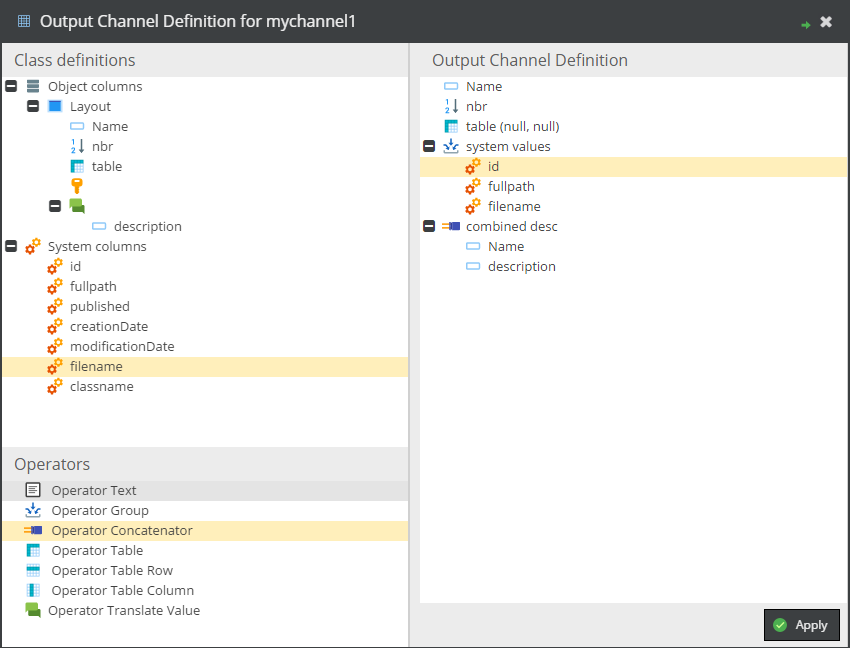 Output Channel Definition for mychannel1
Class definitions
Object columns
Layout
Name
nbr
table
description
System columns
id
fullpath
published
creationDate
modificationDate
filename
classname
Operators
Operator Text
Operator Group
Operator Concatenator
Operator Table
Operator Table Row
Operator Table Column
Operator Translate Value
Output Channel Definition
Name
nbr
table (null, null)
system values
id
fullpath
filename
combined desc
Name
description
Apply